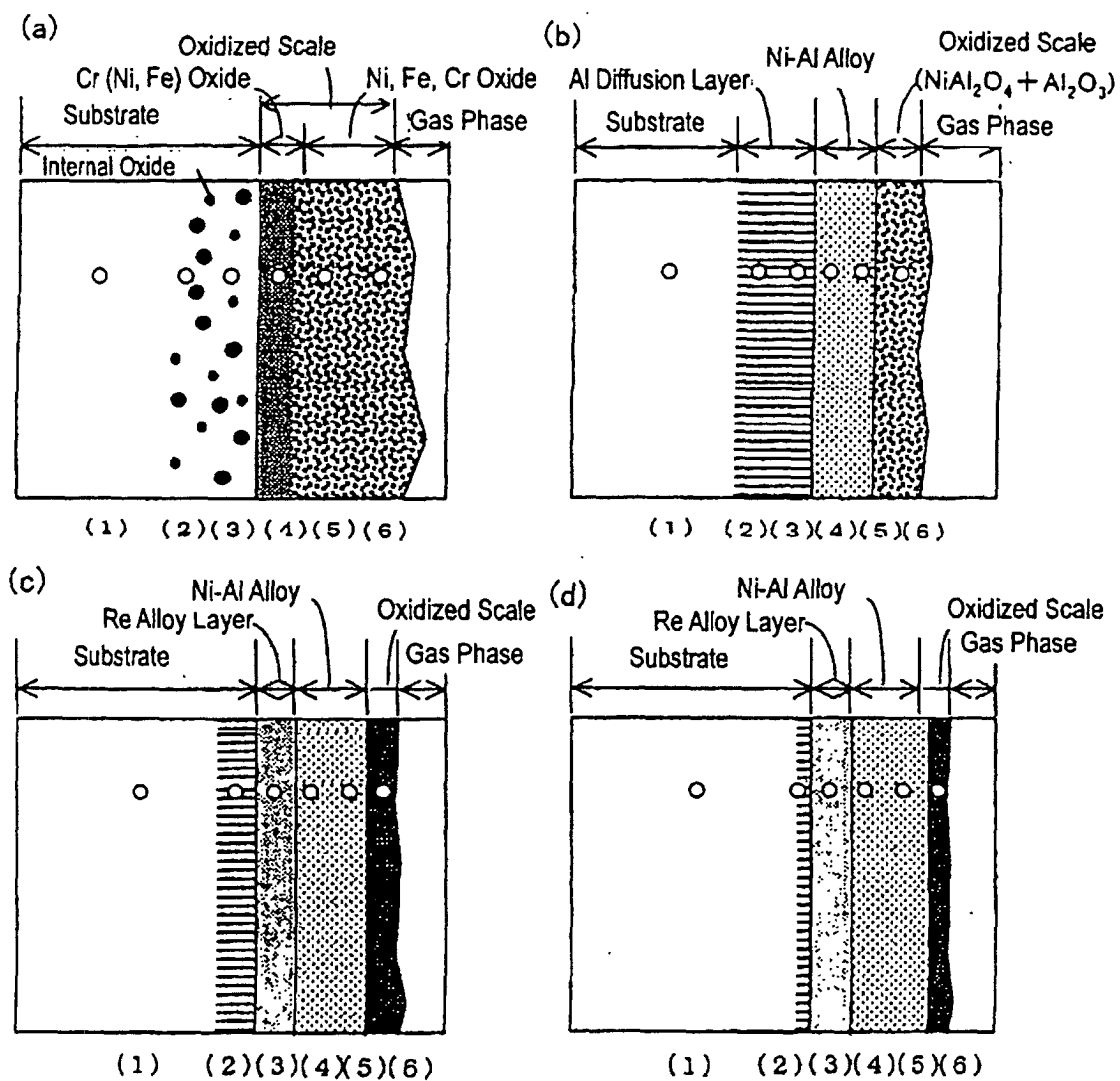 (a)
Oxidized Scale
Cr (Ni, Fe) Oxide
Ni, Fe, Cr Oxide
Substrate
Gas Phase
Internal Oxide
(1) (2) (3) (4) (5) (6)
(b)
Oxidized Scale
Ni-Al Alloy
Al Diffusion Layer
(NiAl₂O₄ + Al₂O₃)
Substrate
Gas Phase
(1) (2) (3) (4) (5) (6)
(c)
Ni-Al Alloy
Re Alloy Layer
Oxidized Scale
Substrate
Gas Phase
(1) (2) (3) (4) (5) (6)
(d)
Ni-Al Alloy
Re Alloy Layer
Oxidized Scale
Substrate
Gas Phase
(1) (2) (3) (4) (5) (6)